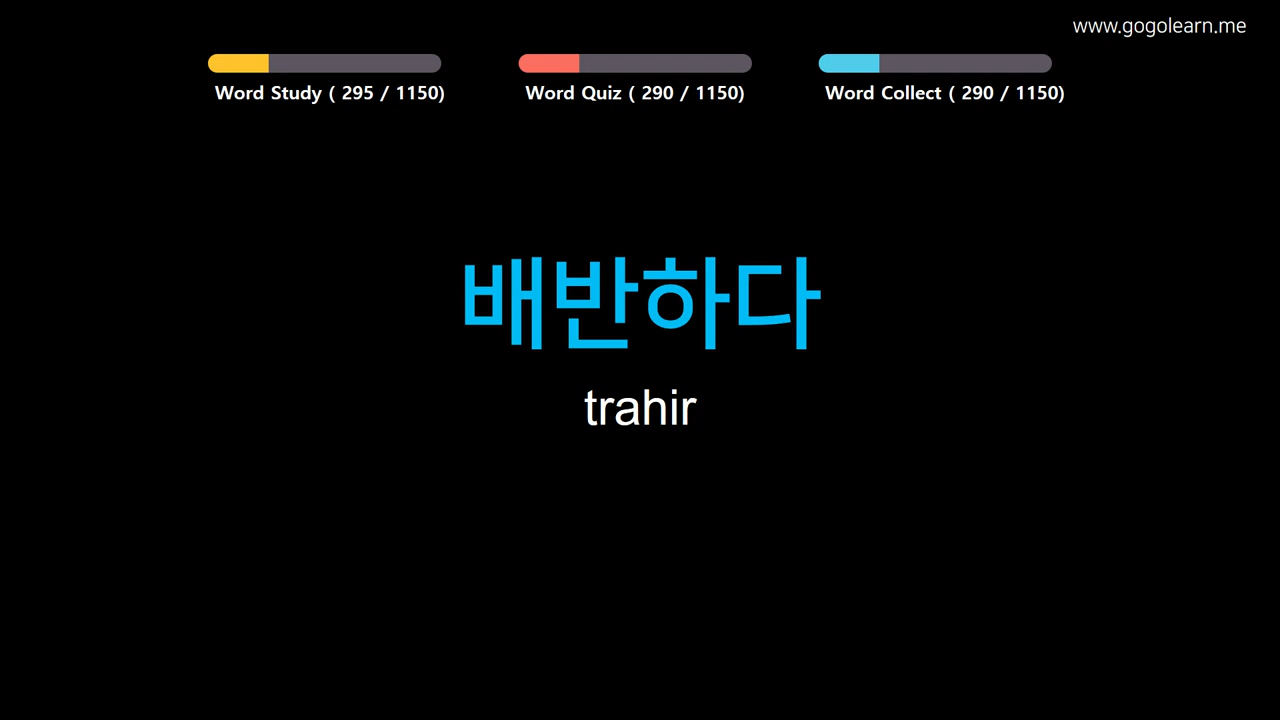 www.gogolearn.me
Word Study ( 295 / 1150)
Word Quiz ( 290 / 1150)
Word Collect ( 290 / 1150)
배반하다
trahir